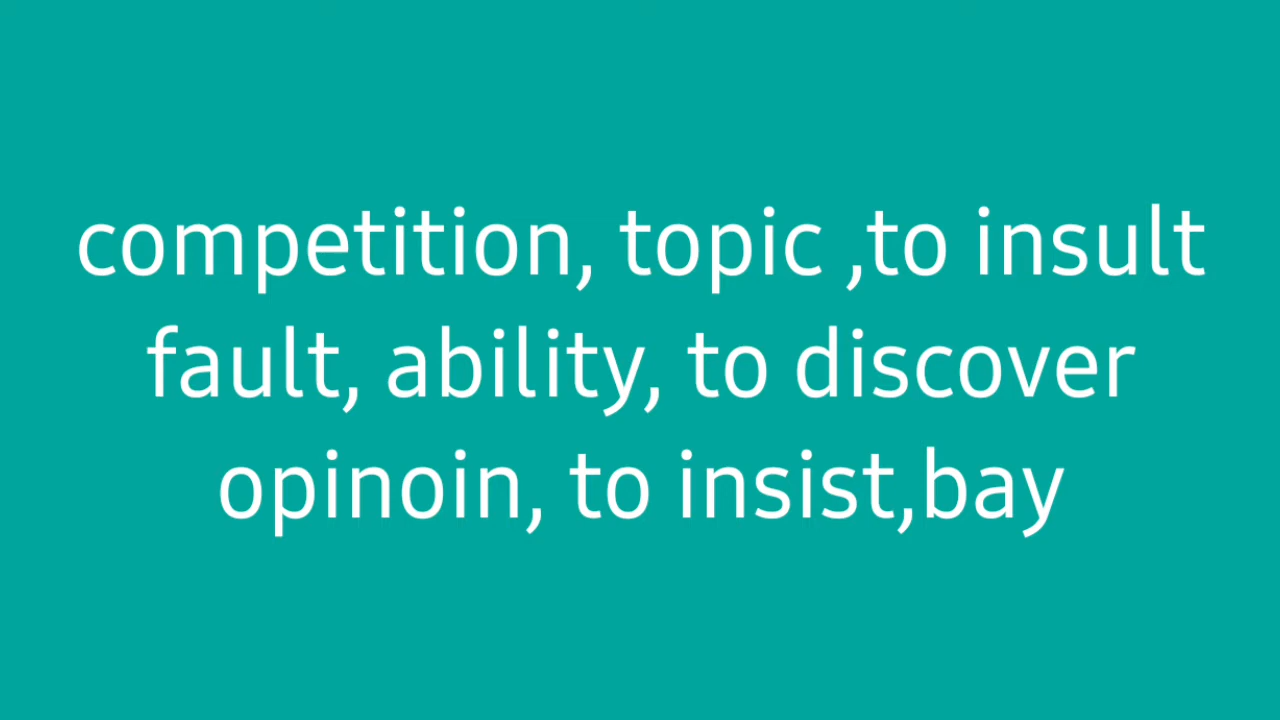 competition, topic ,to insult
fault, ability, to discover
opinoin, to insist,bay